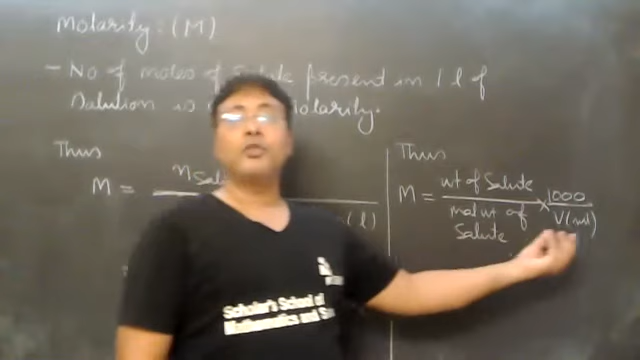 Molarity: (M)
- No of moles of Solute present in 1 l of
Solution is Molarity.
Thus
M =
(l)
Thus
M = wt of Solute × 1000
mol wt of V(ml)
Solute
Scholar's School of
Mathematics and